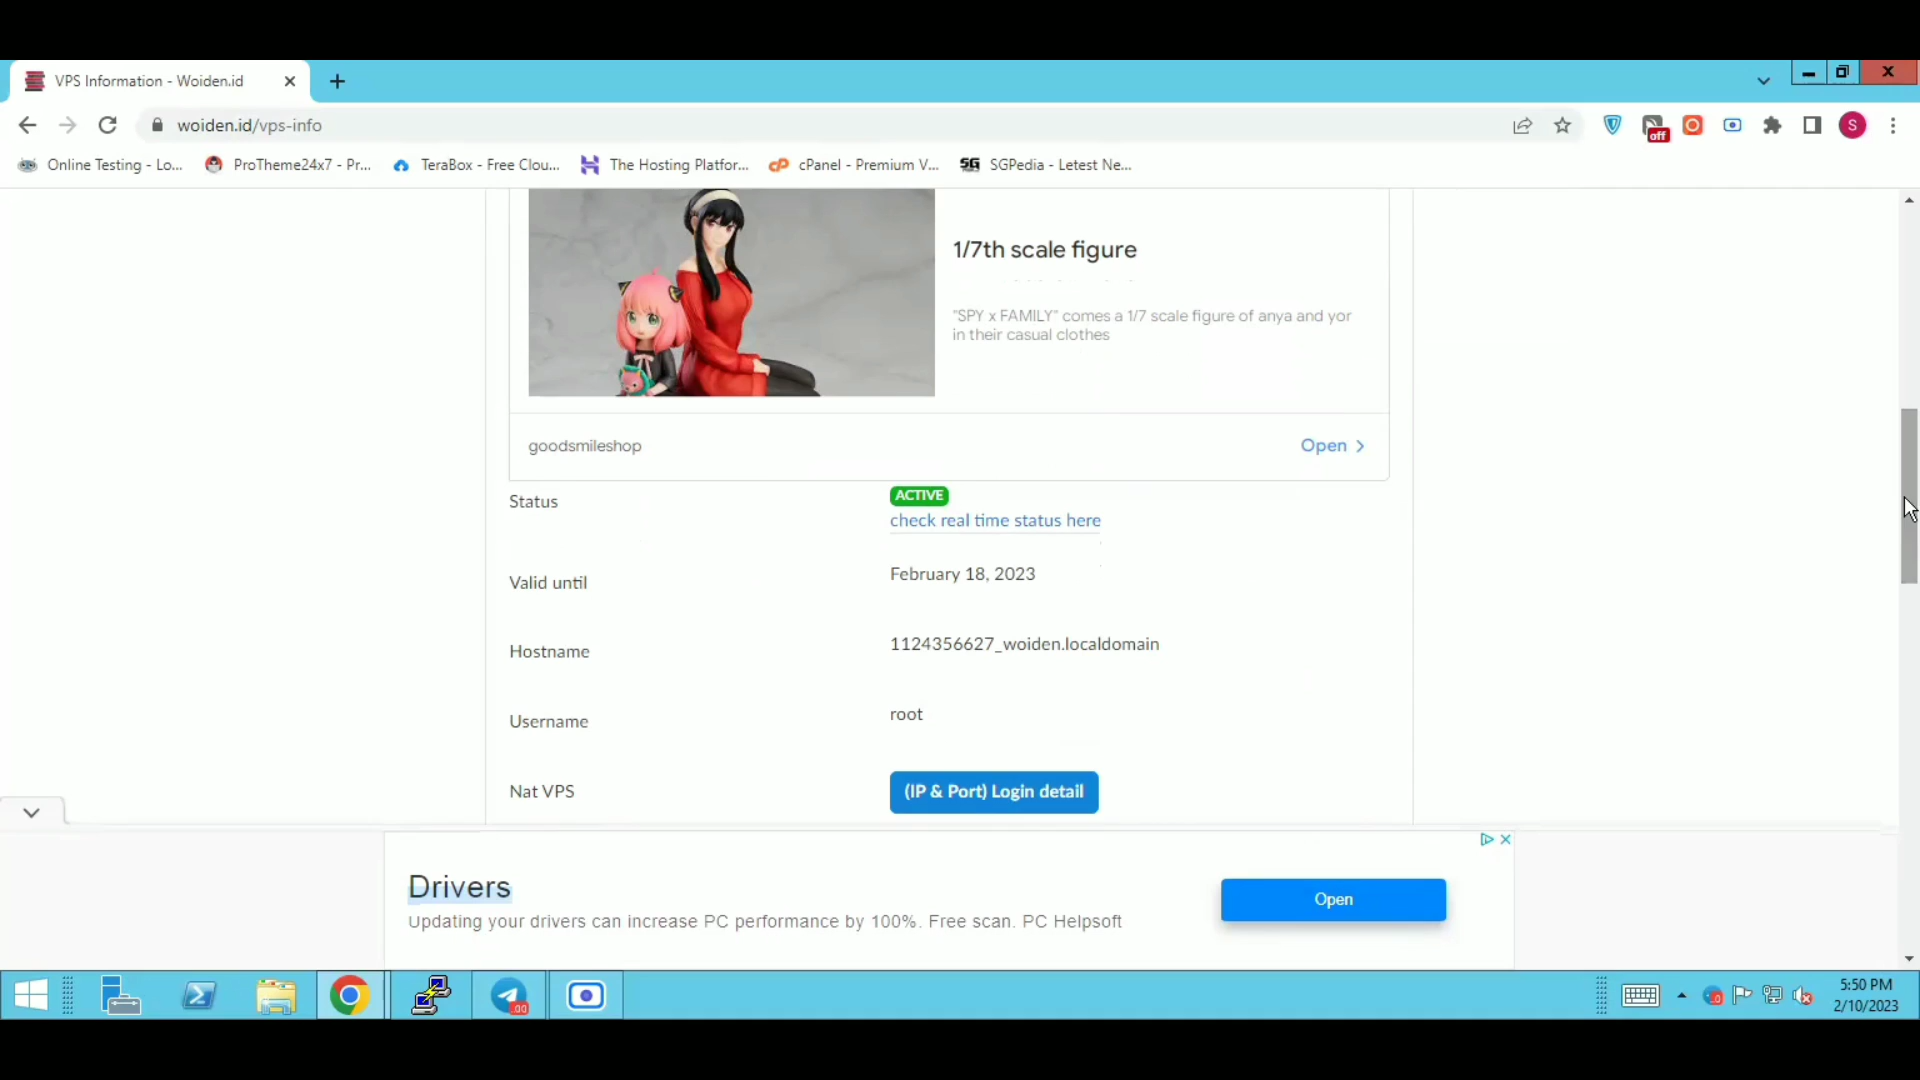 VPS Information - Woiden.id
woiden.id/vps-info
off
S
Online Testing - Lo...
ProTheme24x7 - Pr...
TeraBox - Free Clou...
The Hosting Platfor...
cP
cPanel - Premium V...
SG
SGPedia - Letest Ne...
1/7th scale figure
"SPY x FAMILY" comes a 1/7 scale figure of anya and yor
in their casual clothes
goodsmileshop
Open
Status
ACTIVE
check real time status here
Valid until
February 18, 2023
Hostname
1124356627_woiden.localdomain
Username
root
Nat VPS
(IP & Port) Login detail
Drivers
Updating your drivers can increase PC performance by 100%. Free scan. PC Helpsoft
Open
5:50 PM
2/10/2023